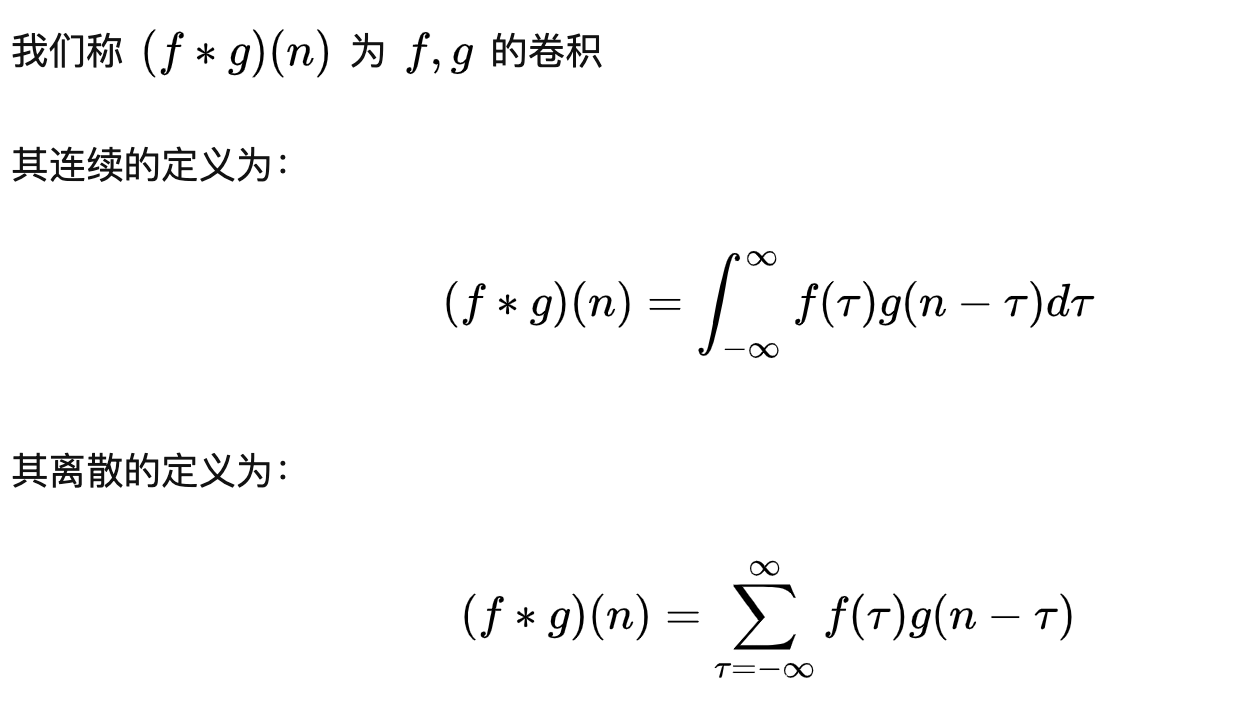 我们称 (f ∗ g)(n) 为 f, g 的卷积
其连续的定义为：
(f ∗ g)(n) = ∫_{−∞}^{∞} f(τ)g(n − τ)dτ
其离散的定义为：
(f ∗ g)(n) = ∑_{τ=−∞}^{∞} f(τ)g(n − τ)